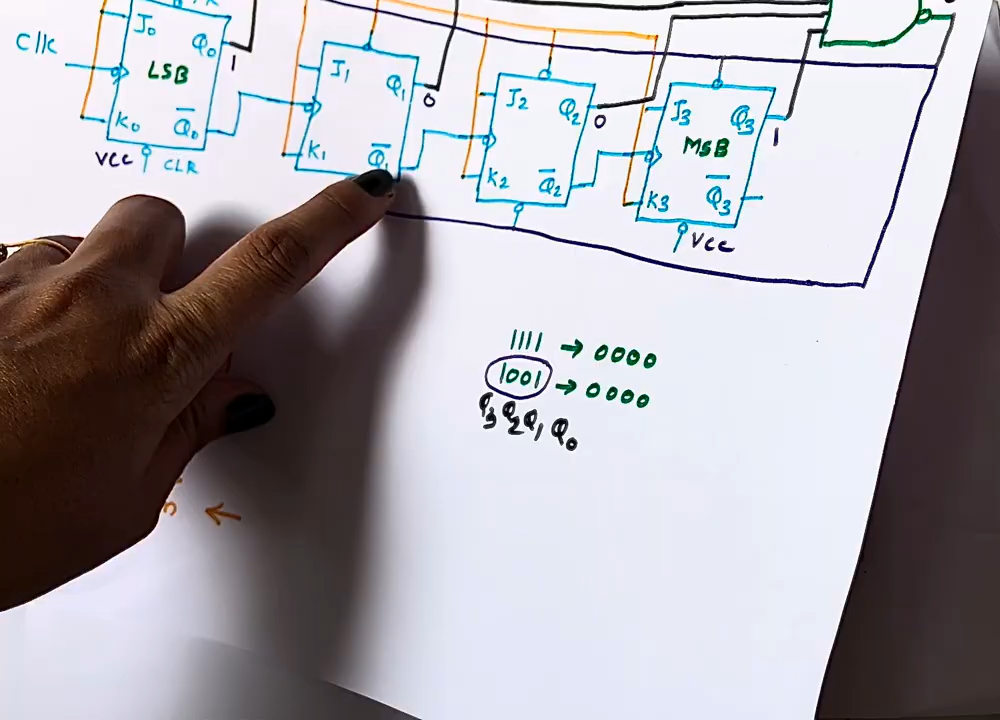 J₀ Q₀ 1
Clk LSB
K₀ Q̅₀
VCC CLR
J₁ Q₁ 0
K₁
J₂ Q₂ 0
K₂ Q̅₂
J₃ Q₃ 1
MSB
K₃ Q̅₃
VCC
1111 → 0000
1001 → 0000
Q₃ Q₂ Q₁ Q₀